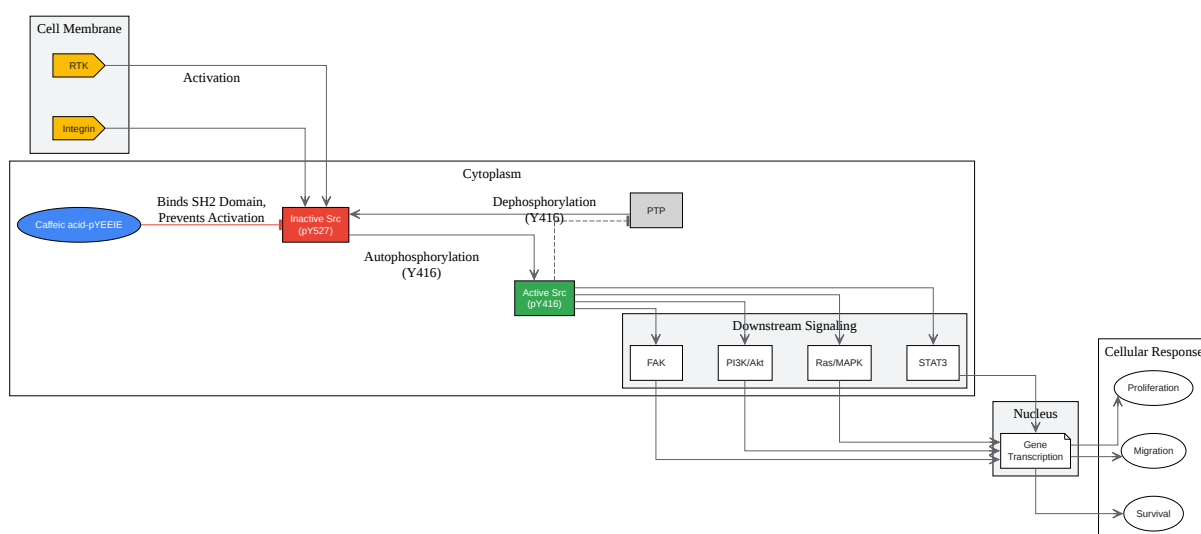 Cell Membrane
RTK
Activation
Integrin
Cytoplasm
Binds SH2 Domain,
Prevents Activation
Caffeic acid-pYEEIE
Inactive Src
(pY527)
Dephosphorylation
(Y416)
PTP
Autophosphorylation
(Y416)
Active Src
(pY416)
Downstream Signaling
FAK
PI3K/Akt
Ras/MAPK
STAT3
Nucleus
Gene
Transcription
Cellular Response
Proliferation
Migration
Survival